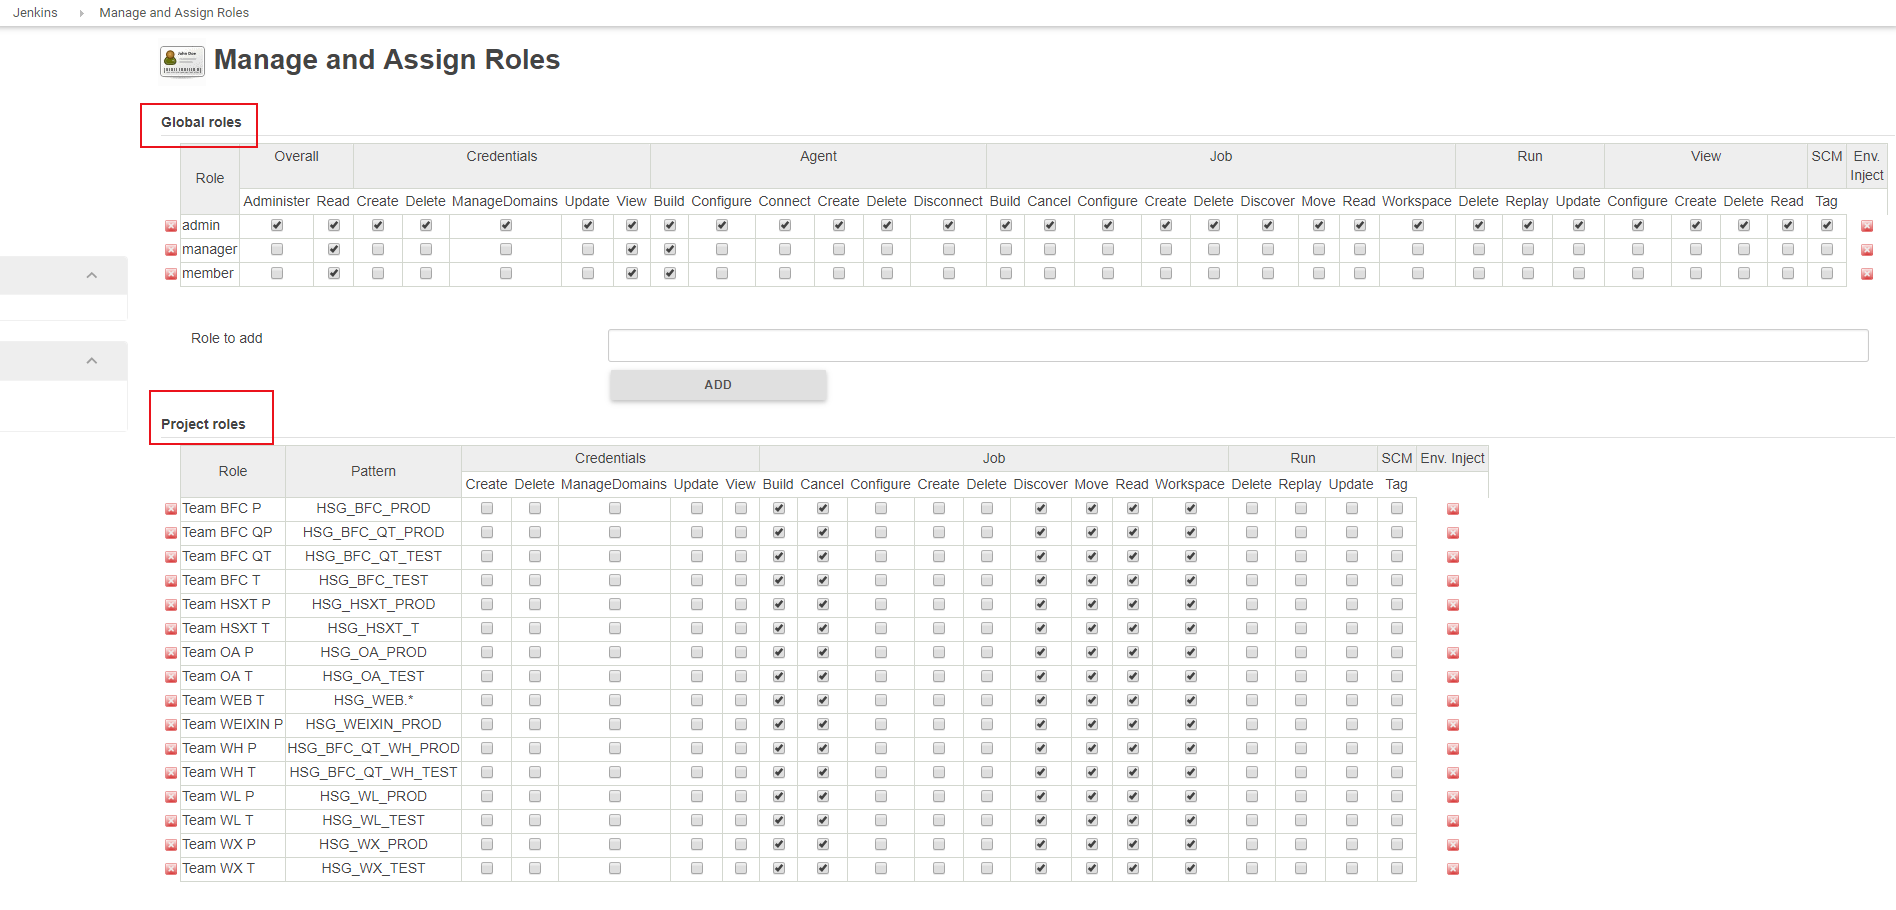 Jenkins Manage and Assign Roles
Manage and Assign Roles
Global roles
Role Overall Credentials Agent Job Run View SCM Env. Inject
Administer Read Create Delete ManageDomains Update View Build Configure Connect Create Delete Disconnect Build Cancel Configure Create Delete Discover Move Read Workspace Delete Replay Update Configure Create Delete Read Tag
admin
manager
member
Role to add
ADD
Project roles
Role Pattern Credentials Job Run SCM Env. Inject
Create Delete ManageDomains Update View Build Cancel Configure Create Delete Discover Move Read Workspace Delete Replay Update Tag
Team BFC P HSG_BFC_PROD
Team BFC QP HSG_BFC_QT_PROD
Team BFC QT HSG_BFC_QT_TEST
Team BFC T HSG_BFC_TEST
Team HSXT P HSG_HSXT_PROD
Team HSXT T HSG_HSXT_T
Team OA P HSG_OA_PROD
Team OA T HSG_OA_TEST
Team WEB T HSG_WEB.*
Team WEIXIN P HSG_WEIXIN_PROD
Team WH P HSG_BFC_QT_WH_PROD
Team WH T HSG_BFC_QT_WH_TEST
Team WL P HSG_WL_PROD
Team WL T HSG_WL_TEST
Team WX P HSG_WX_PROD
Team WX T HSG_WX_TEST